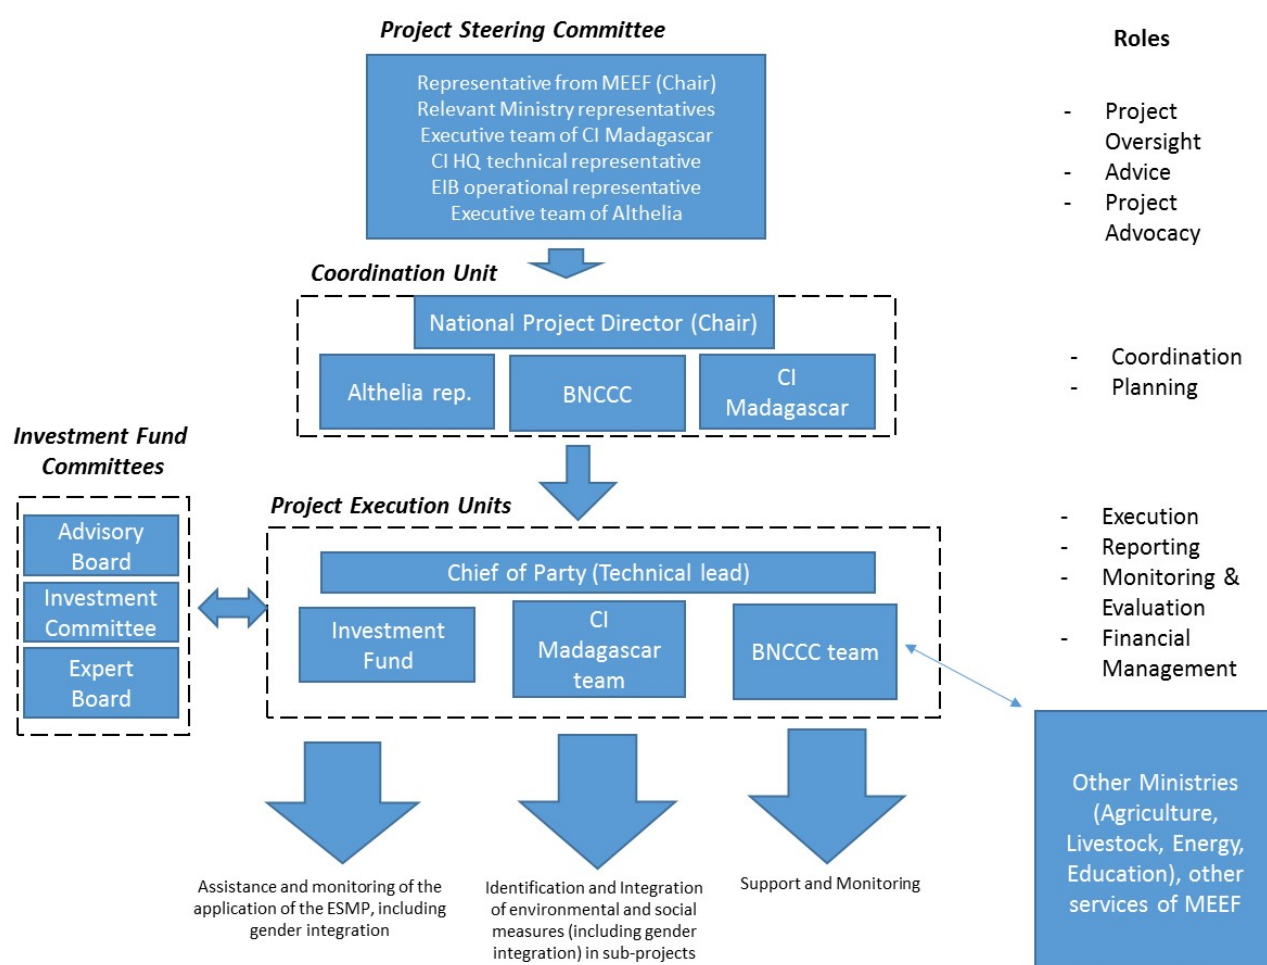 Project Steering Committee
Representative from MEEF (Chair)
Relevant Ministry representatives
Executive team of CI Madagascar
CI HQ technical representative
EIB operational representative
Executive team of Althelia
Roles
- Project
Oversight
- Advice
- Project
Advocacy
Coordination Unit
National Project Director (Chair)
Althelia rep.
BNCCC
CI
Madagascar
- Coordination
- Planning
Investment Fund
Committees
Advisory
Board
Investment
Committee
Expert
Board
Project Execution Units
Chief of Party (Technical lead)
Investment
Fund
CI
Madagascar
team
BNCCC team
- Execution
- Reporting
- Monitoring &
Evaluation
- Financial
Management
Other Ministries
(Agriculture,
Livestock, Energy,
Education), other
services of MEEF
Assistance and monitoring of the
application of the ESMP, including
gender integration
Identification and Integration
of environmental and social
measures (including gender
integration) in sub-projects
Support and Monitoring